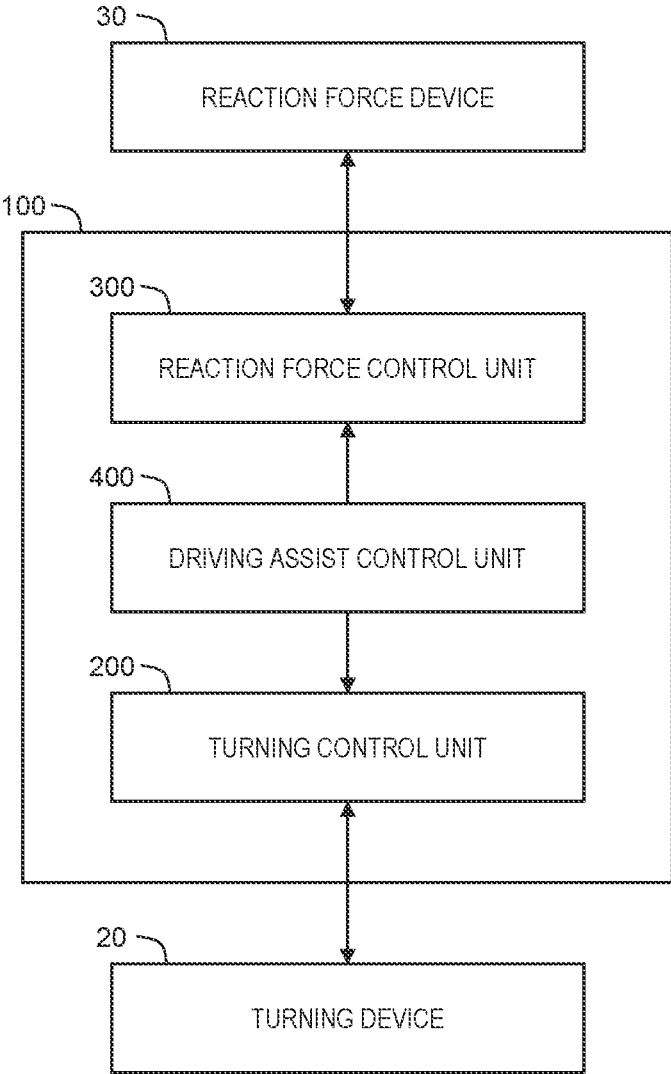 30
REACTION FORCE DEVICE
100
300
REACTION FORCE CONTROL UNIT
400
DRIVING ASSIST CONTROL UNIT
200
TURNING CONTROL UNIT
20
TURNING DEVICE